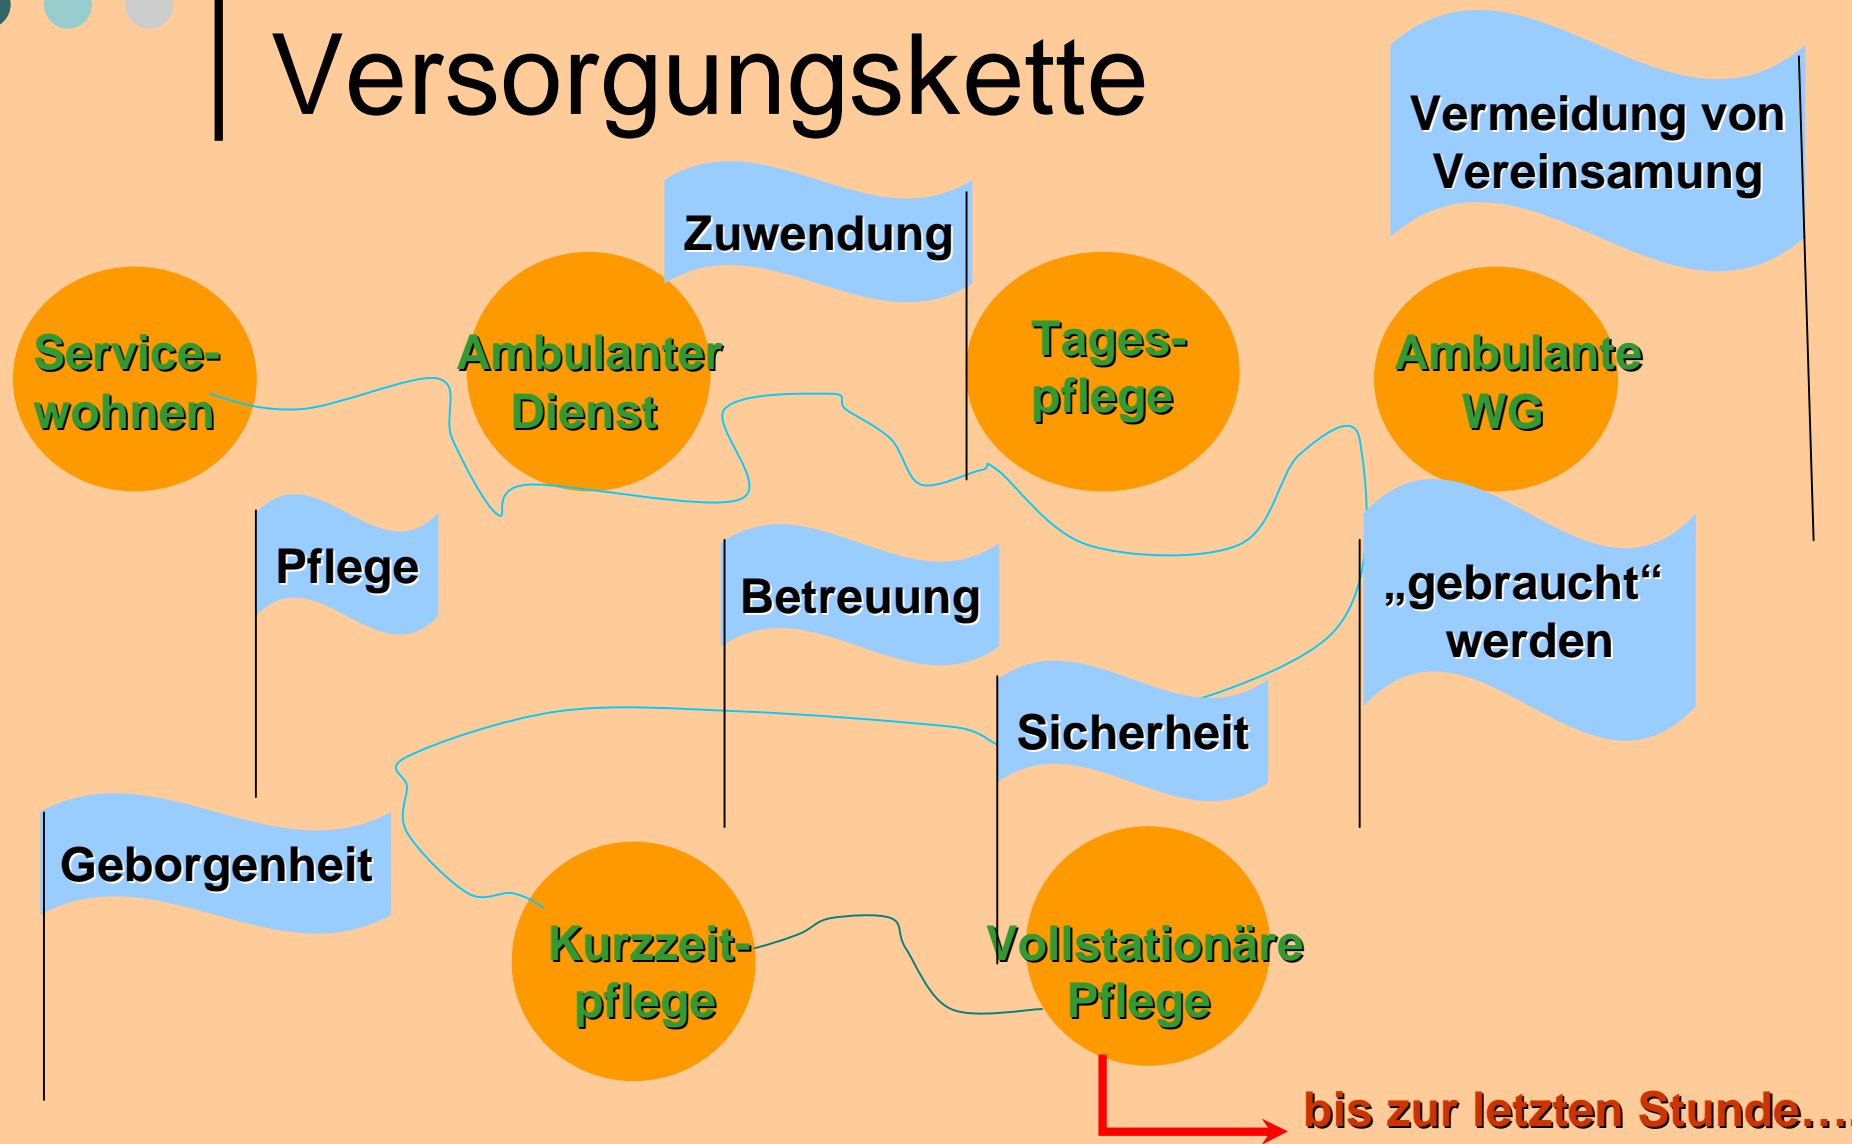 Versorgungskette
Vermeidung von
Vereinsamung
Zuwendung
Service-
wohnen
Ambulanter
Dienst
Tages-
pflege
Ambulante
WG
Pflege
Betreuung
„gebraucht“
werden
Sicherheit
Geborgenheit
Kurzzeit-
pflege
Vollstationäre
Pflege
bis zur letzten Stunde….